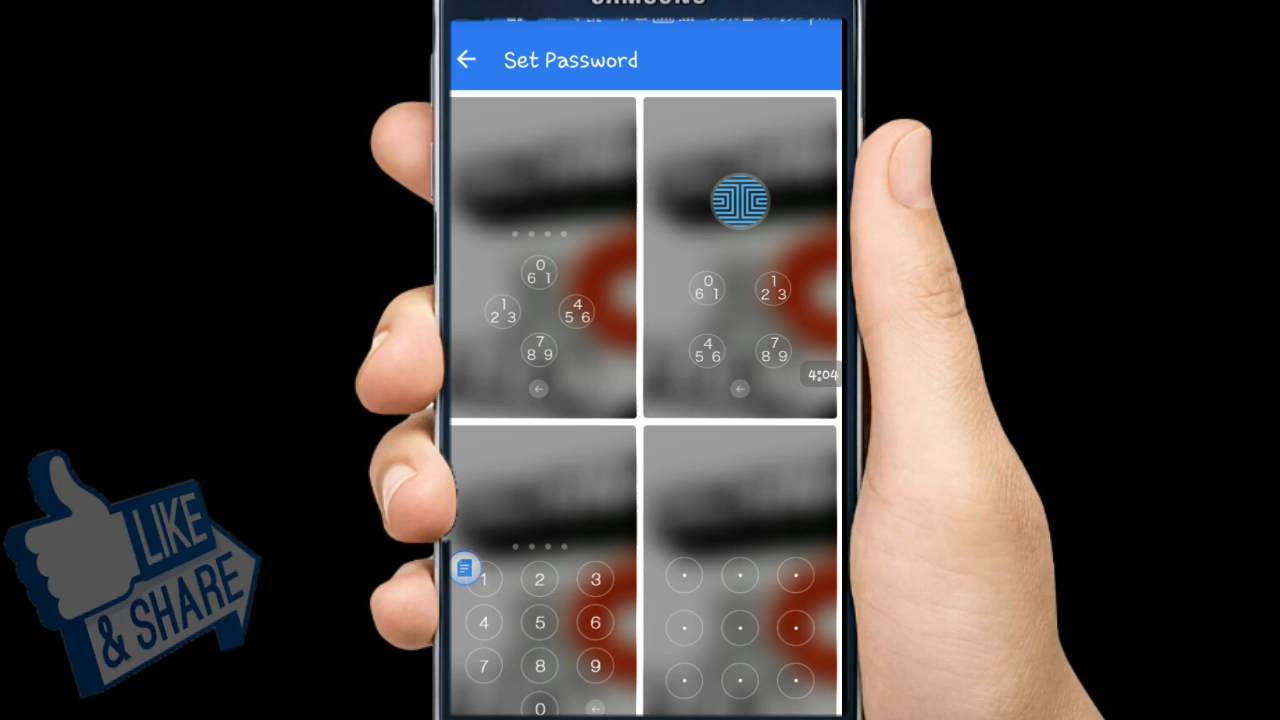 SAMSUNG
Set Password
0
6 1
1
2 3
4
5 6
7
8 9
←
0
6 1
1
2 3
4
5 6
7
8 9
←
4:04
1 2 3
4 5 6
7 8 9
0 ←
LIKE
& SHARE